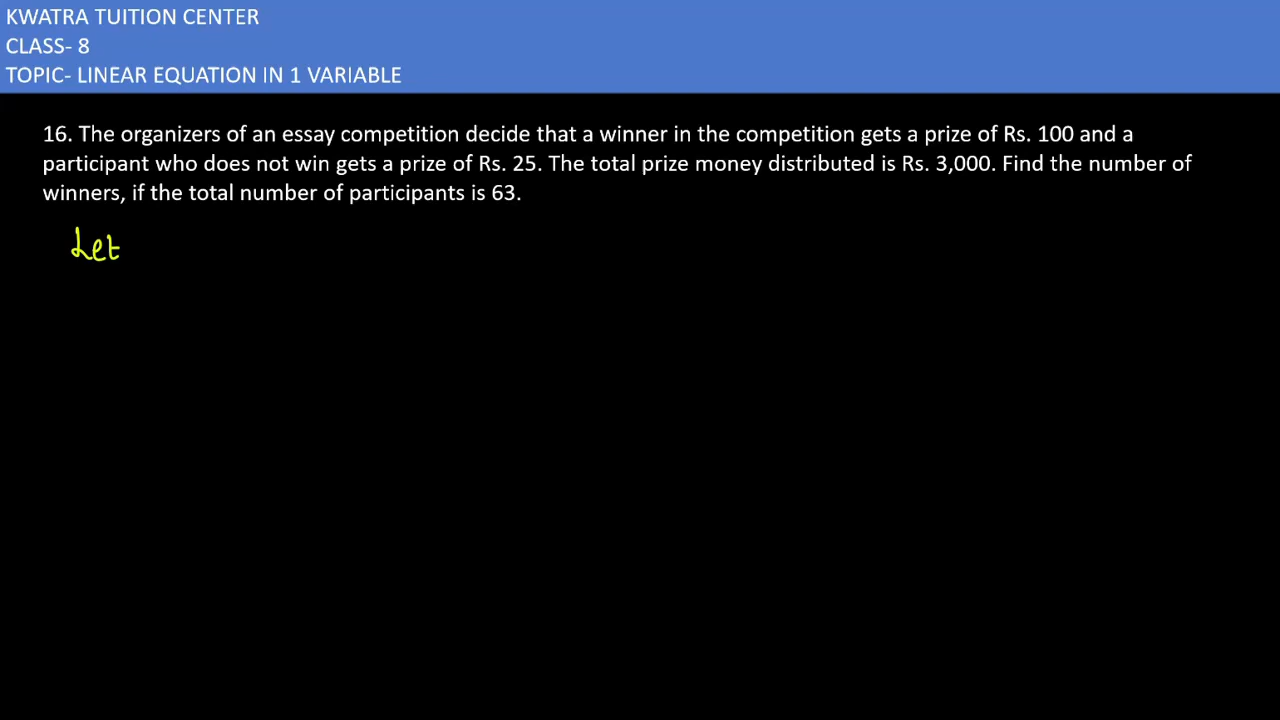 KWATRA TUITION CENTER
CLASS- 8
TOPIC- LINEAR EQUATION IN 1 VARIABLE
16. The organizers of an essay competition decide that a winner in the competition gets a prize of Rs. 100 and a
participant who does not win gets a prize of Rs. 25. The total prize money distributed is Rs. 3,000. Find the number of
winners, if the total number of participants is 63.
Let